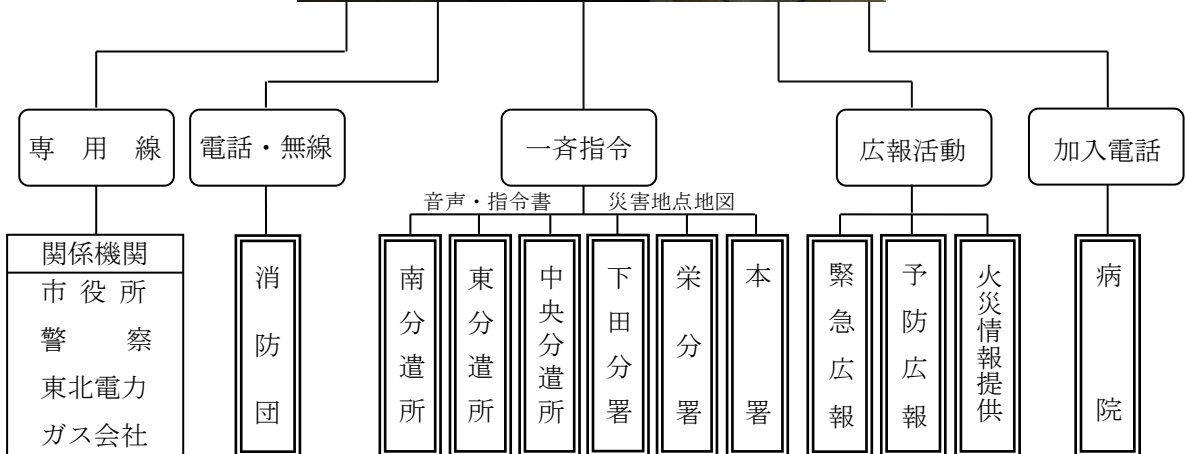 専用線
電話・無線
一斉指令
広報活動
加入電話
音声・指令書
災害地点地図
関係機関
市役所
警察
東北電力
ガス会社
消防団
南分遣所
東分遣所
中央分遣所
下田分署
栄分署
本署
緊急広報
予防広報
火災情報提供
病院